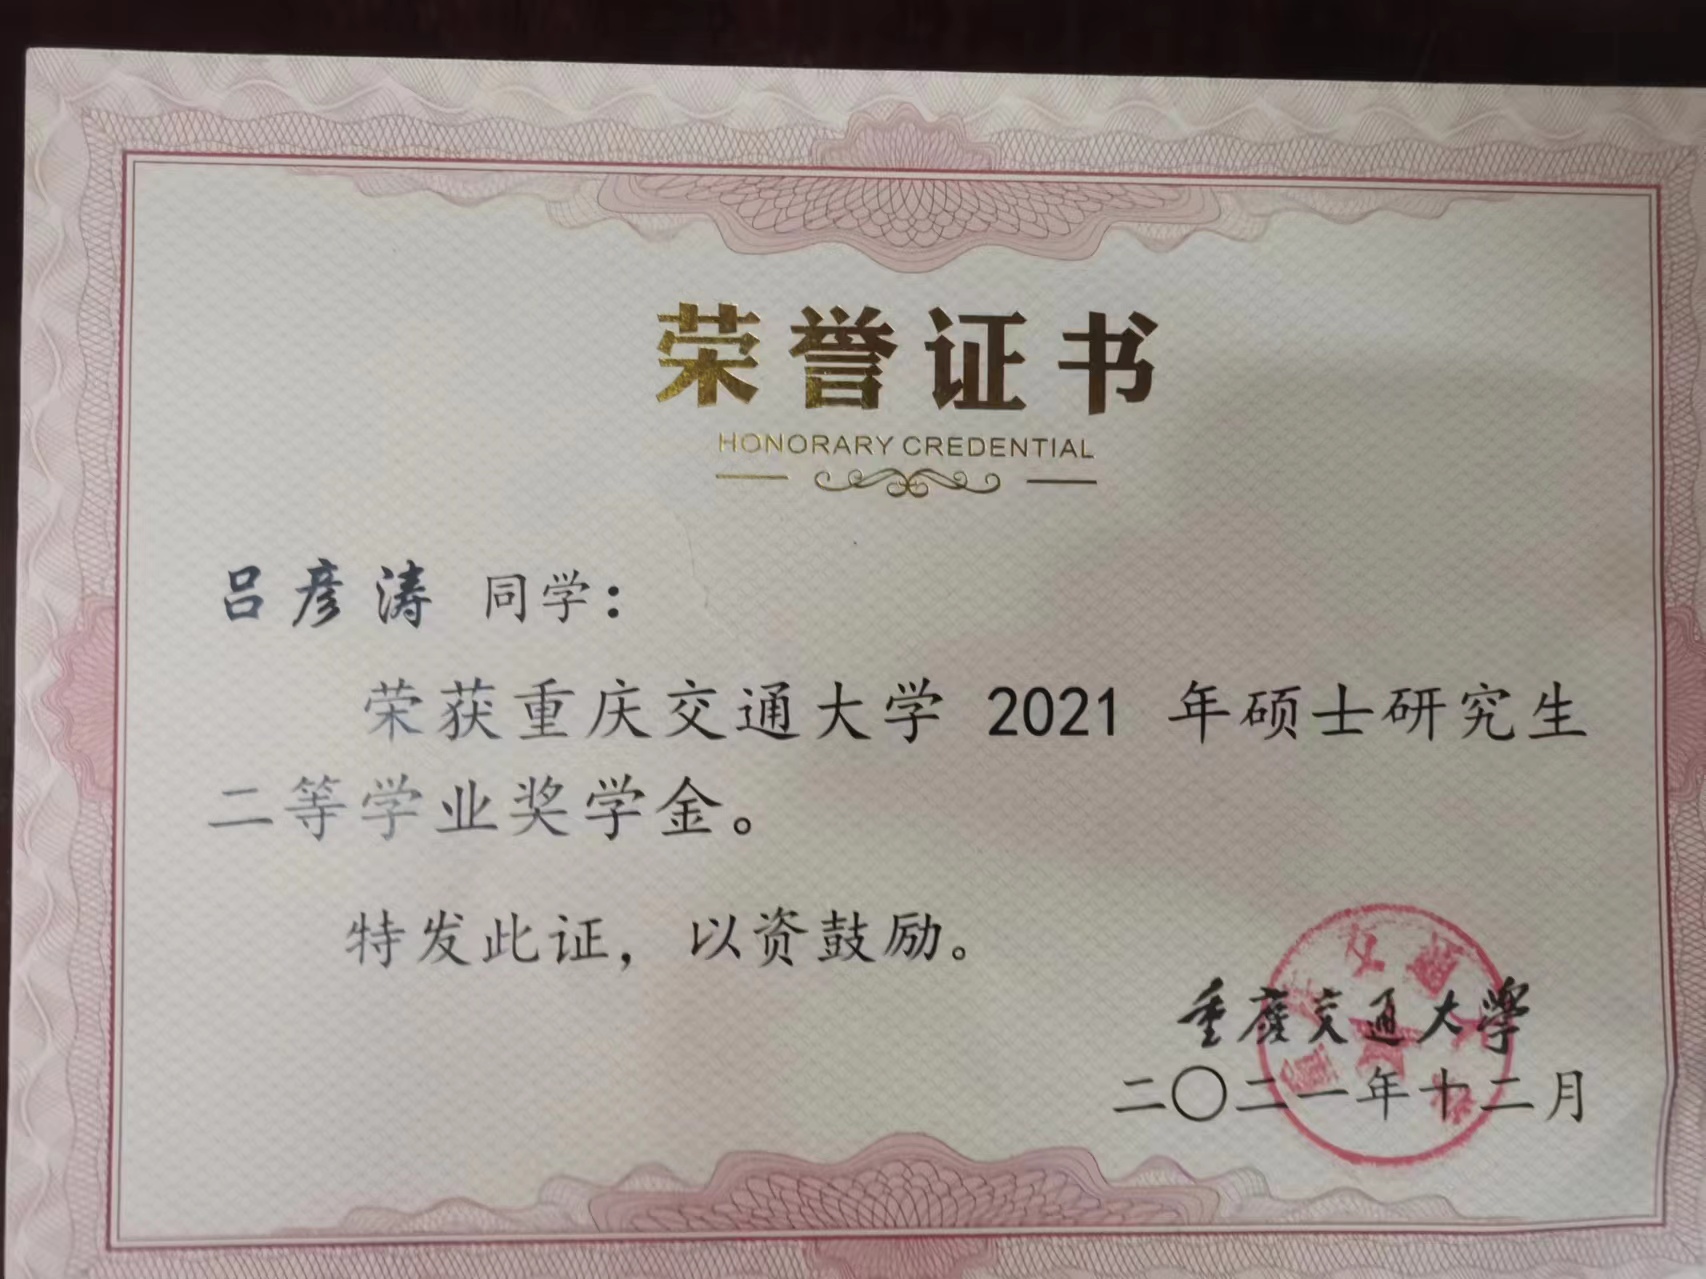 荣誉证书
HONORARY CREDENTIAL
吕彦涛 同学：
荣获重庆交通大学 2021 年硕士研究生
二等学业奖学金。
特发此证，以资鼓励。
重庆交通大学
二〇二一年十二月